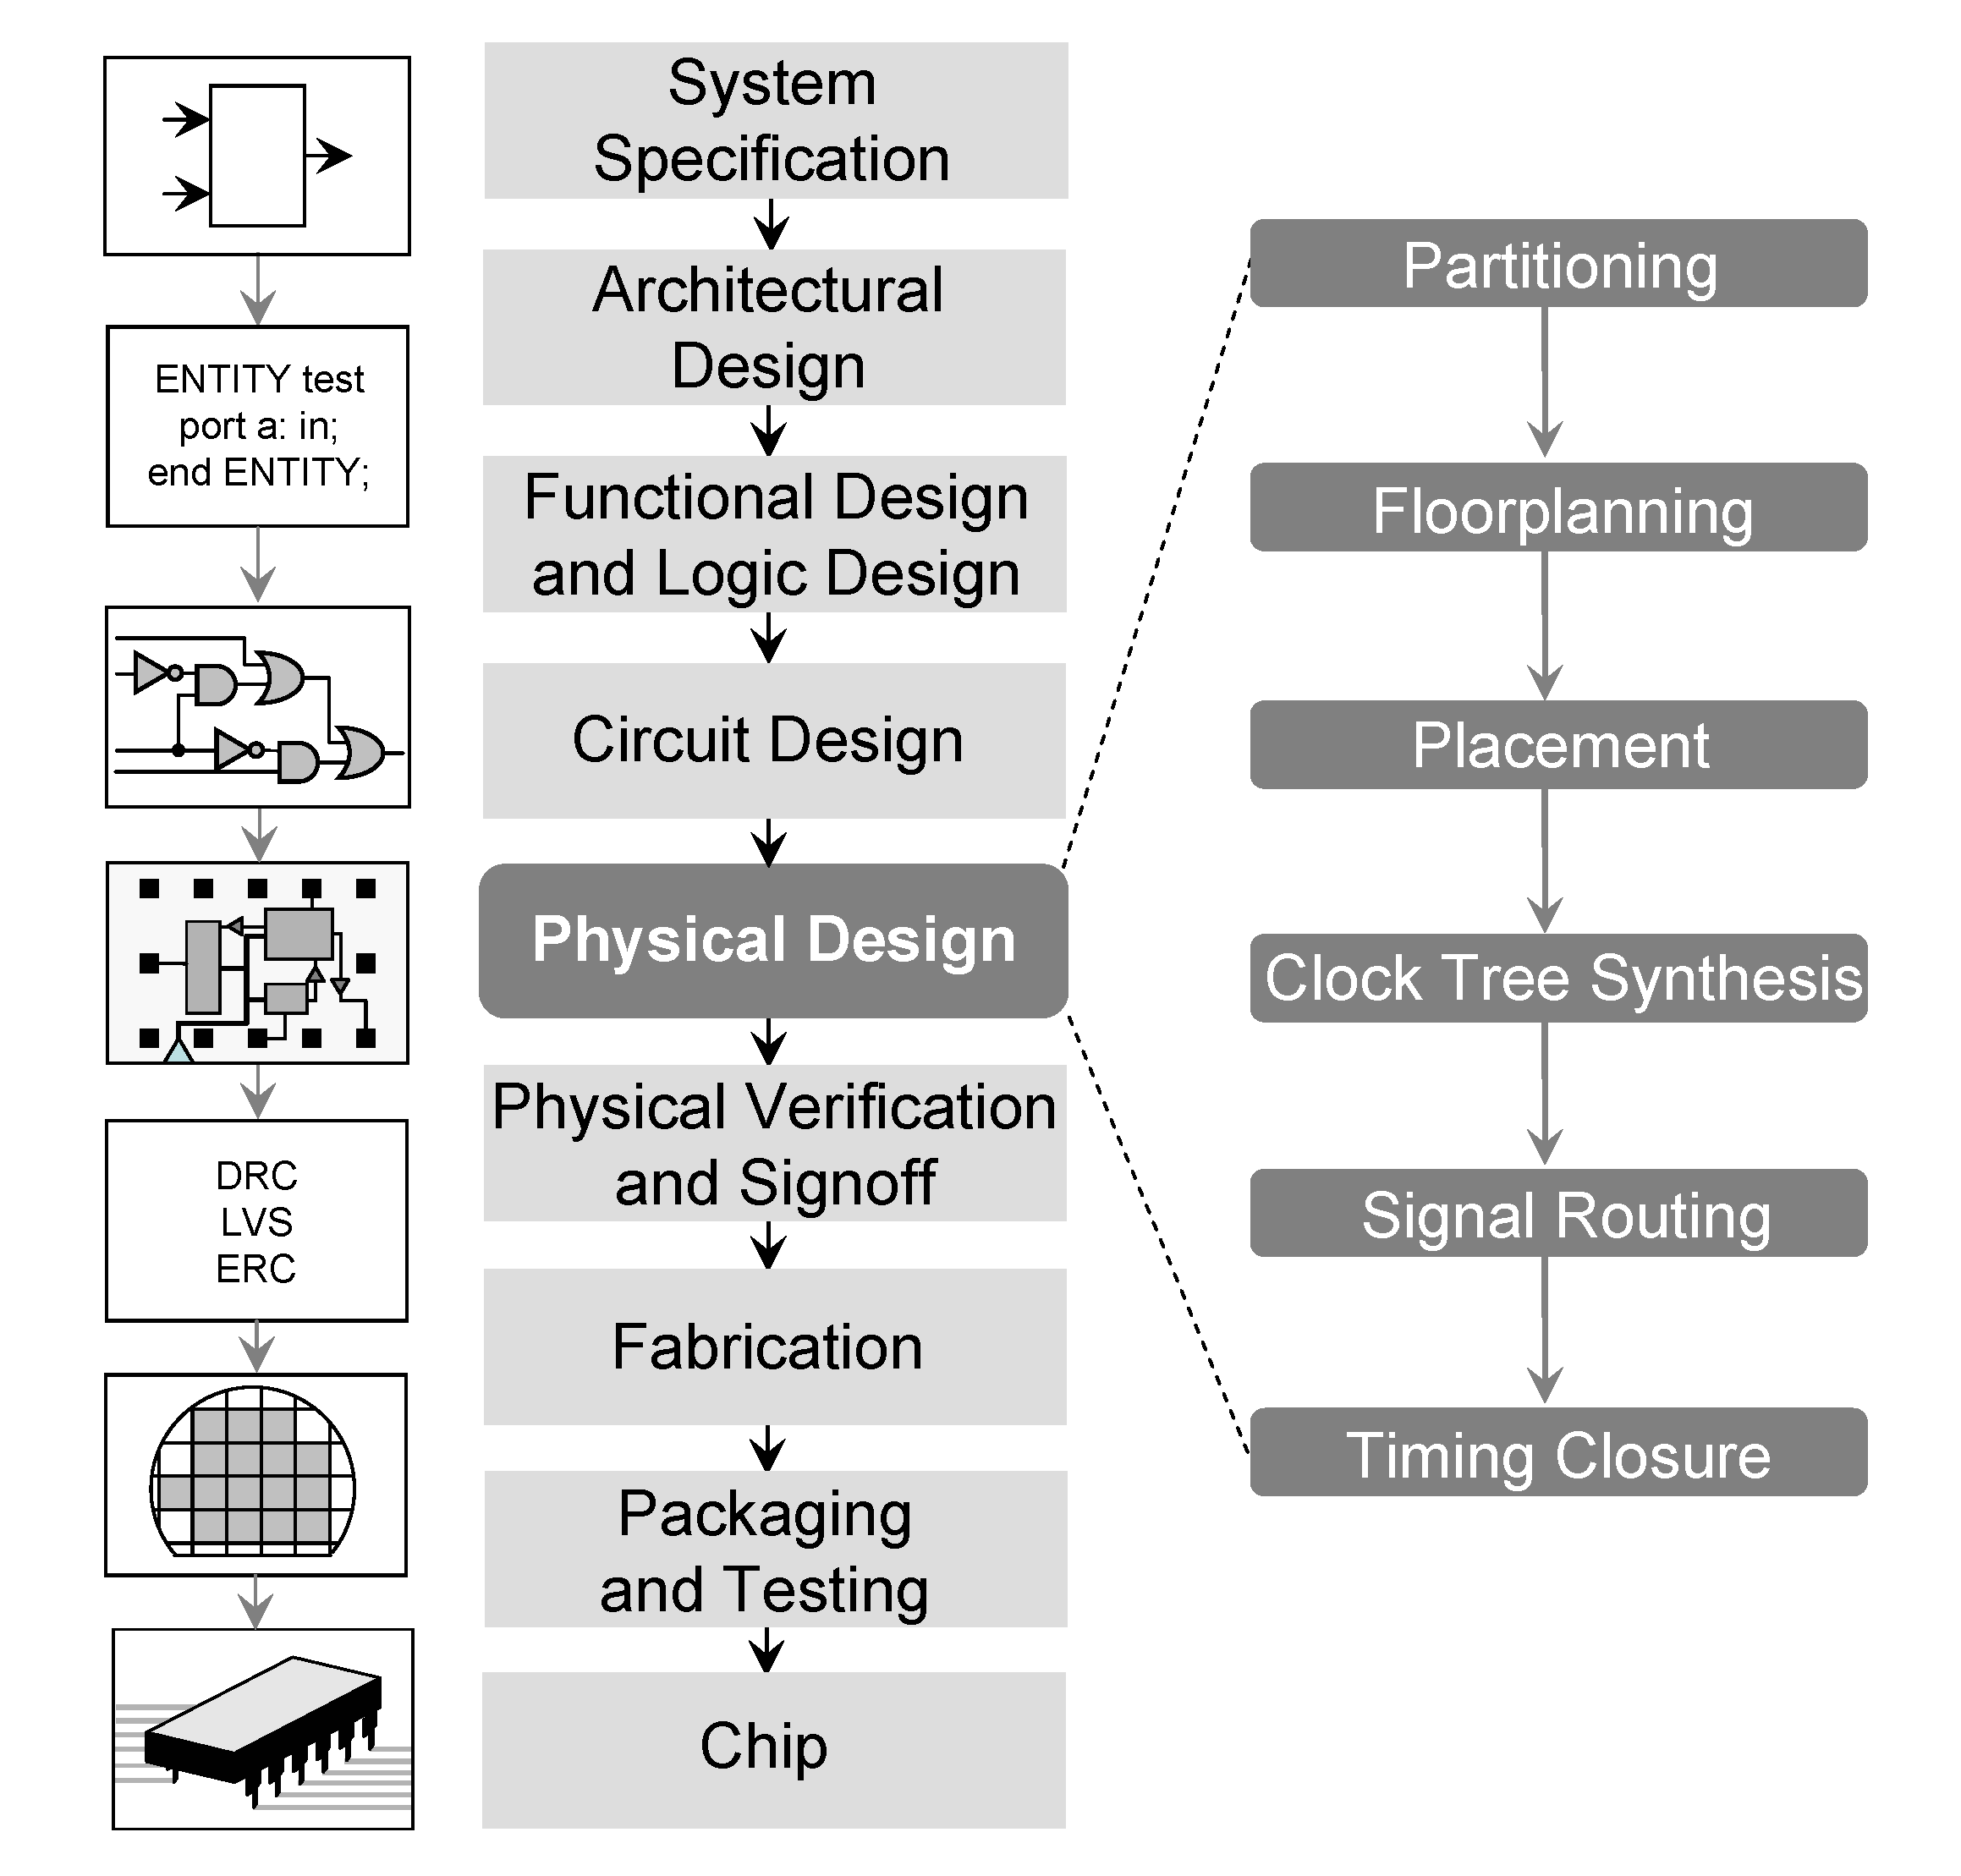 System
Specification
Architectural
Design
Functional Design
and Logic Design
Circuit Design
Physical Design
Physical Verification
and Signoff
Fabrication
Packaging
and Testing
Chip
ENTITY test
port a: in;
end ENTITY;
DRC
LVS
ERC
Partitioning
Floorplanning
Placement
Clock Tree Synthesis
Signal Routing
Timing Closure